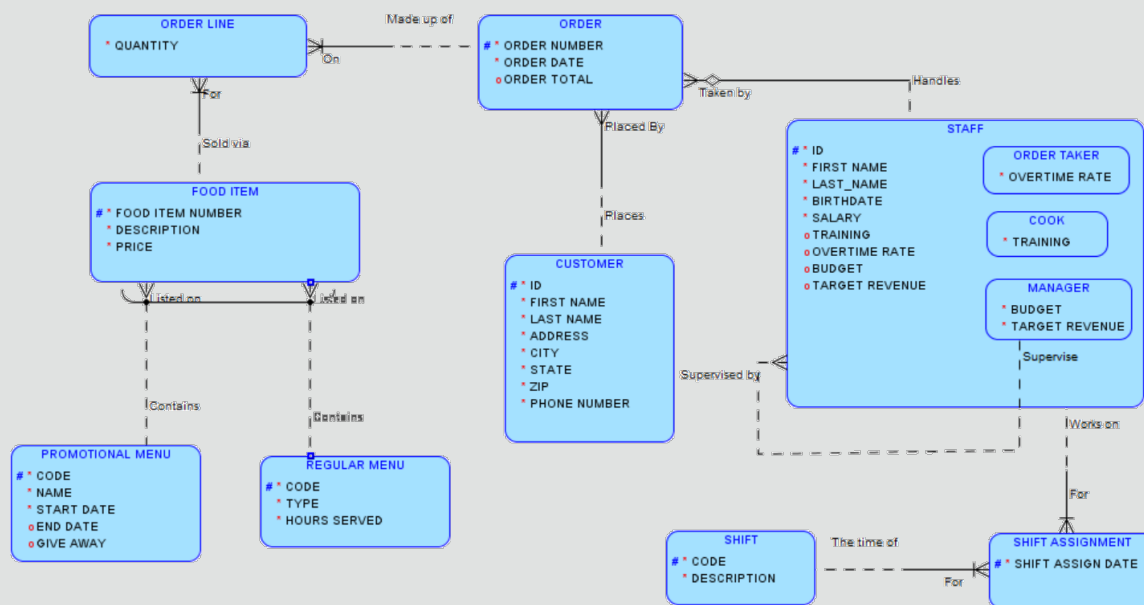 ORDER LINE
* QUANTITY
Made up of
On
ORDER
# * ORDER NUMBER
* ORDER DATE
o ORDER TOTAL
Handles
Taken by
For
Sold via
Placed By
Places
STAFF
# * ID
* FIRST NAME
* LAST_NAME
* BIRTHDATE
* SALARY
o TRAINING
o OVERTIME RATE
o BUDGET
o TARGET REVENUE
ORDER TAKER
* OVERTIME RATE
COOK
* TRAINING
MANAGER
* BUDGET
* TARGET REVENUE
Supervise
Supervised by
FOOD ITEM
# * FOOD ITEM NUMBER
* DESCRIPTION
* PRICE
Listed on
Listed on
Contains
Contains
CUSTOMER
# * ID
* FIRST NAME
* LAST NAME
* ADDRESS
* CITY
* STATE
* ZIP
* PHONE NUMBER
PROMOTIONAL MENU
# * CODE
* NAME
* START DATE
o END DATE
o GIVE AWAY
REGULAR MENU
# * CODE
* TYPE
* HOURS SERVED
Works on
For
SHIFT
# * CODE
* DESCRIPTION
The time of
For
SHIFT ASSIGNMENT
# * SHIFT ASSIGN DATE